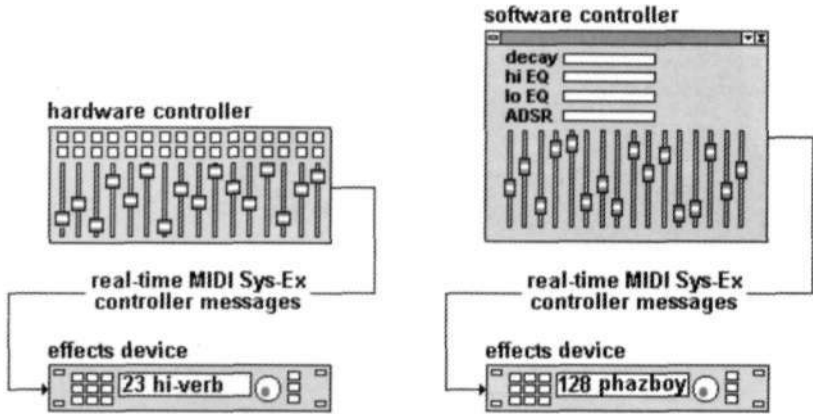 hardware controller
real-time MIDI Sys-Ex
controller messages
effects device
23 hi-verb
software controller
decay
hi EQ
lo EQ
ADSR
real-time MIDI Sys-Ex
controller messages
effects device
128 phazboy